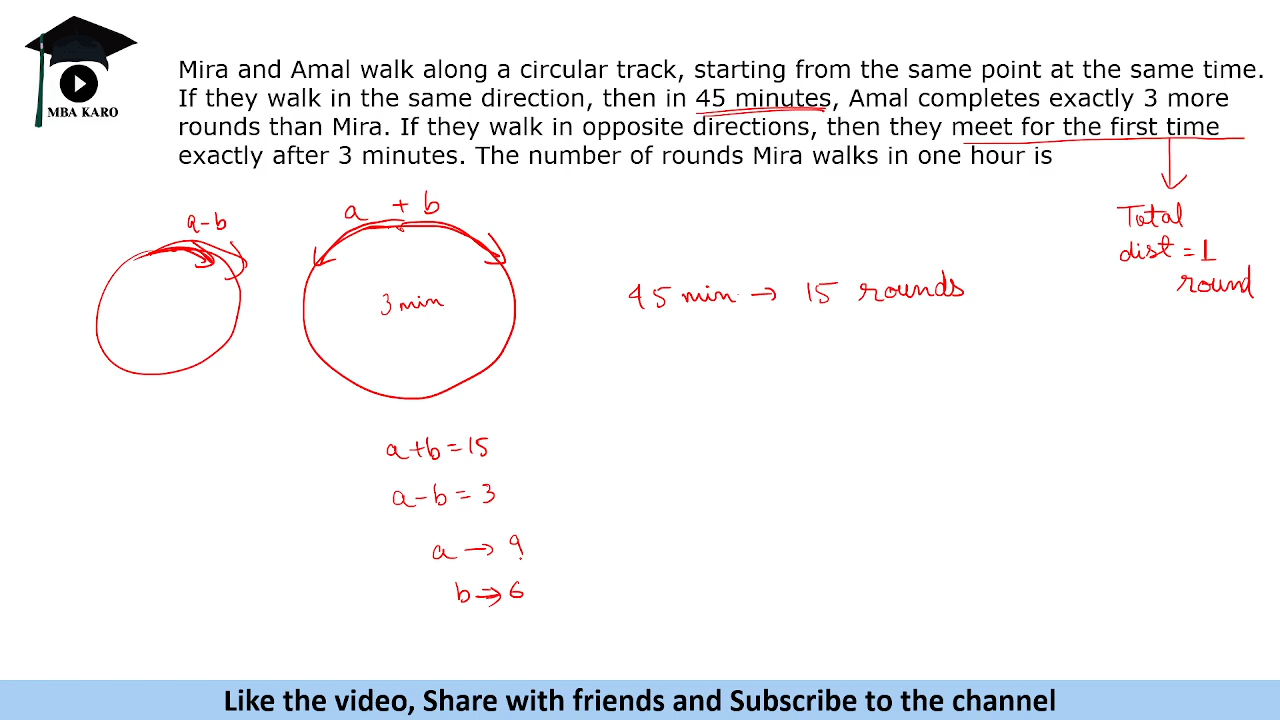 MBA KARO
Mira and Amal walk along a circular track, starting from the same point at the same time.
If they walk in the same direction, then in 45 minutes, Amal completes exactly 3 more
rounds than Mira. If they walk in opposite directions, then they meet for the first time
exactly after 3 minutes. The number of rounds Mira walks in one hour is
a-b
a + b
3 min
45 min → 15 rounds
Total
dist = 1
round
a+b=15
a-b=3
a → 9
b → 6
Like the video, Share with friends and Subscribe to the channel